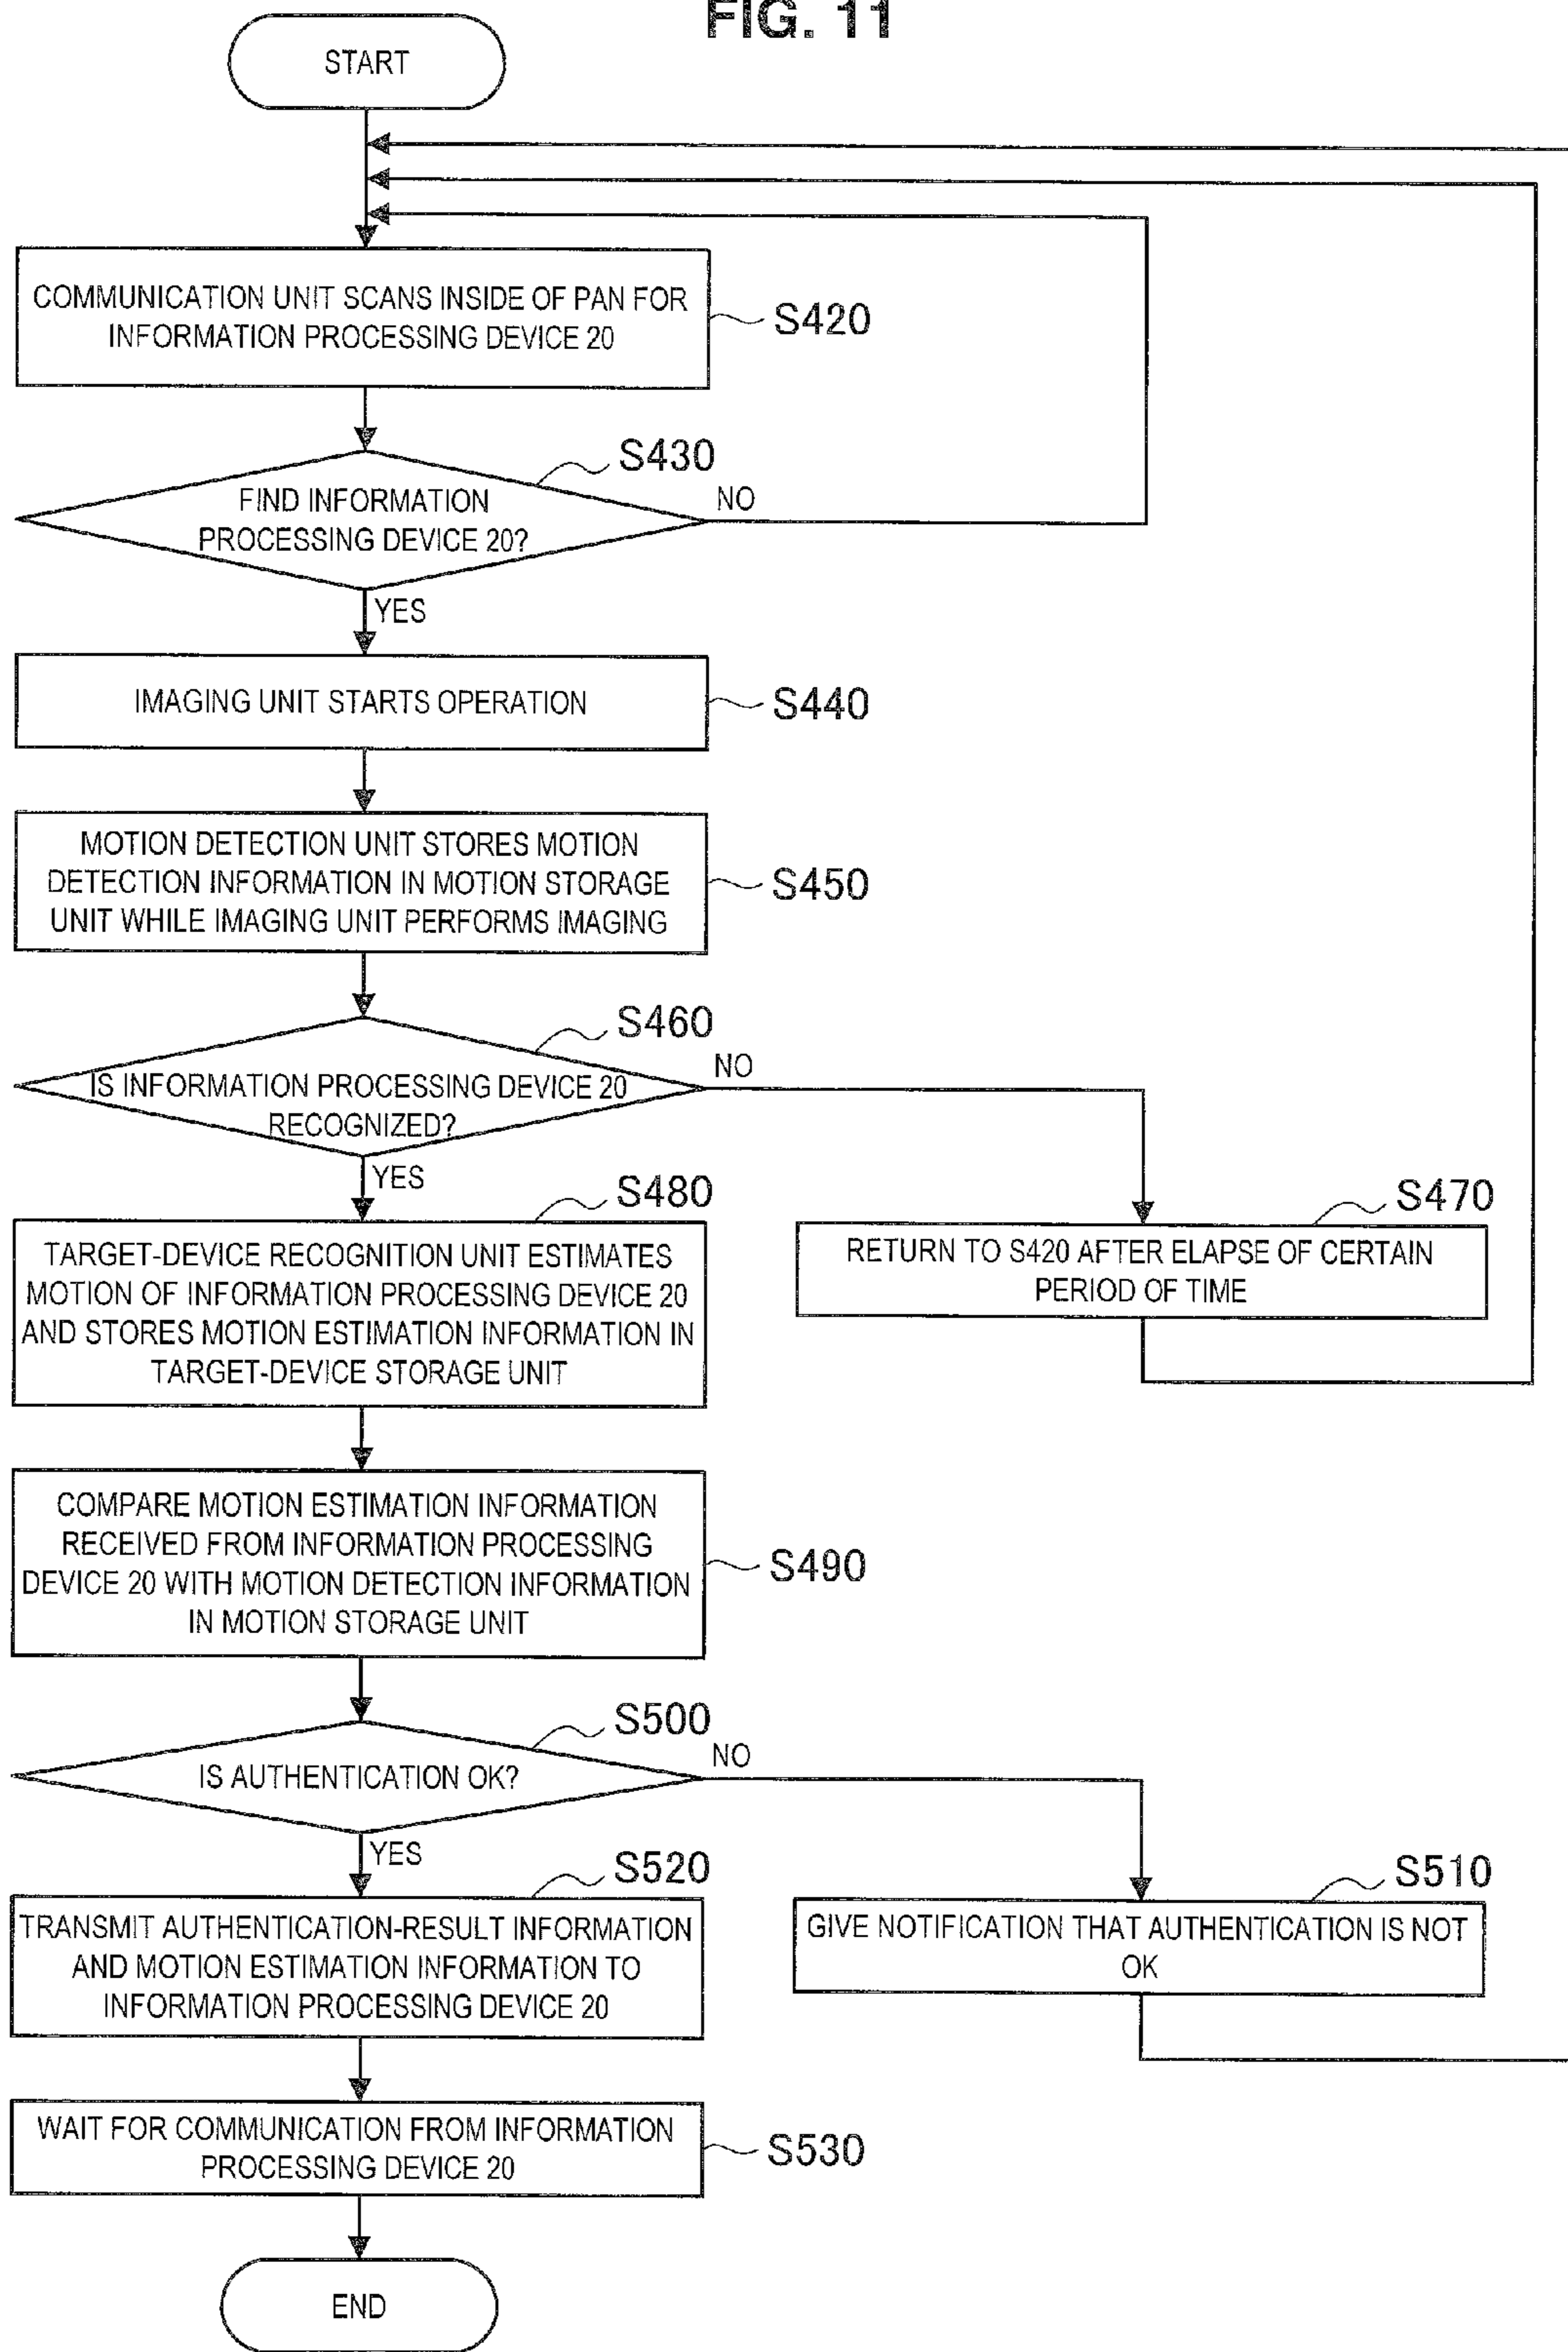 FIG. 11
START
COMMUNICATION UNIT SCANS INSIDE OF PAN FOR
INFORMATION PROCESSING DEVICE 20
S420
S430
FIND INFORMATION
PROCESSING DEVICE 20?
NO
YES
IMAGING UNIT STARTS OPERATION
S440
MOTION DETECTION UNIT STORES MOTION
DETECTION INFORMATION IN MOTION STORAGE
UNIT WHILE IMAGING UNIT PERFORMS IMAGING
S450
S460
IS INFORMATION PROCESSING DEVICE 20
RECOGNIZED?
NO
YES
S470
RETURN TO S420 AFTER ELAPSE OF CERTAIN
PERIOD OF TIME
S480
TARGET-DEVICE RECOGNITION UNIT ESTIMATES
MOTION OF INFORMATION PROCESSING DEVICE 20
AND STORES MOTION ESTIMATION INFORMATION IN
TARGET-DEVICE STORAGE UNIT
COMPARE MOTION ESTIMATION INFORMATION
RECEIVED FROM INFORMATION PROCESSING
DEVICE 20 WITH MOTION DETECTION INFORMATION
IN MOTION STORAGE UNIT
S490
S500
IS AUTHENTICATION OK?
NO
YES
S510
GIVE NOTIFICATION THAT AUTHENTICATION IS NOT
OK
S520
TRANSMIT AUTHENTICATION-RESULT INFORMATION
AND MOTION ESTIMATION INFORMATION TO
INFORMATION PROCESSING DEVICE 20
WAIT FOR COMMUNICATION FROM INFORMATION
PROCESSING DEVICE 20
S530
END